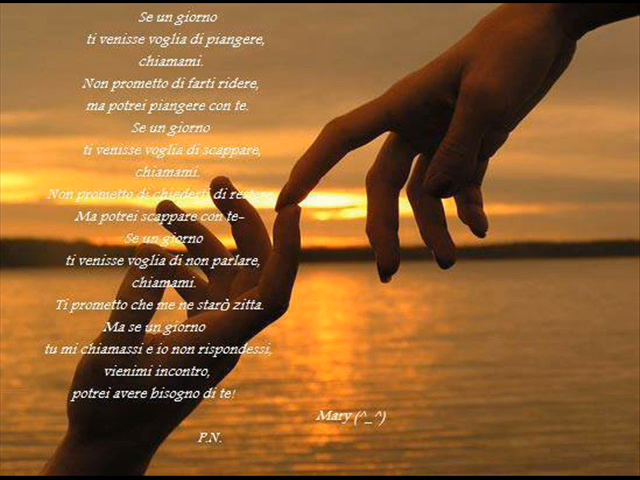 Se un giorno
ti venisse voglia di piangere,
chiamami.
Non prometto di farti ridere,
ma potrei piangere con te.
Se un giorno
ti venisse voglia di scappare,
chiamami.
Non prometto di chiederti di restare
Ma potrei scappare con te-
Se un giorno
ti venisse voglia di non parlare,
chiamami.
Ti prometto che me ne starò zitta.
Ma se un giorno
tu mi chiamassi e io non rispondessi,
vienimi incontro,
potrei avere bisogno di te!
Mary (^_^)
P.N.